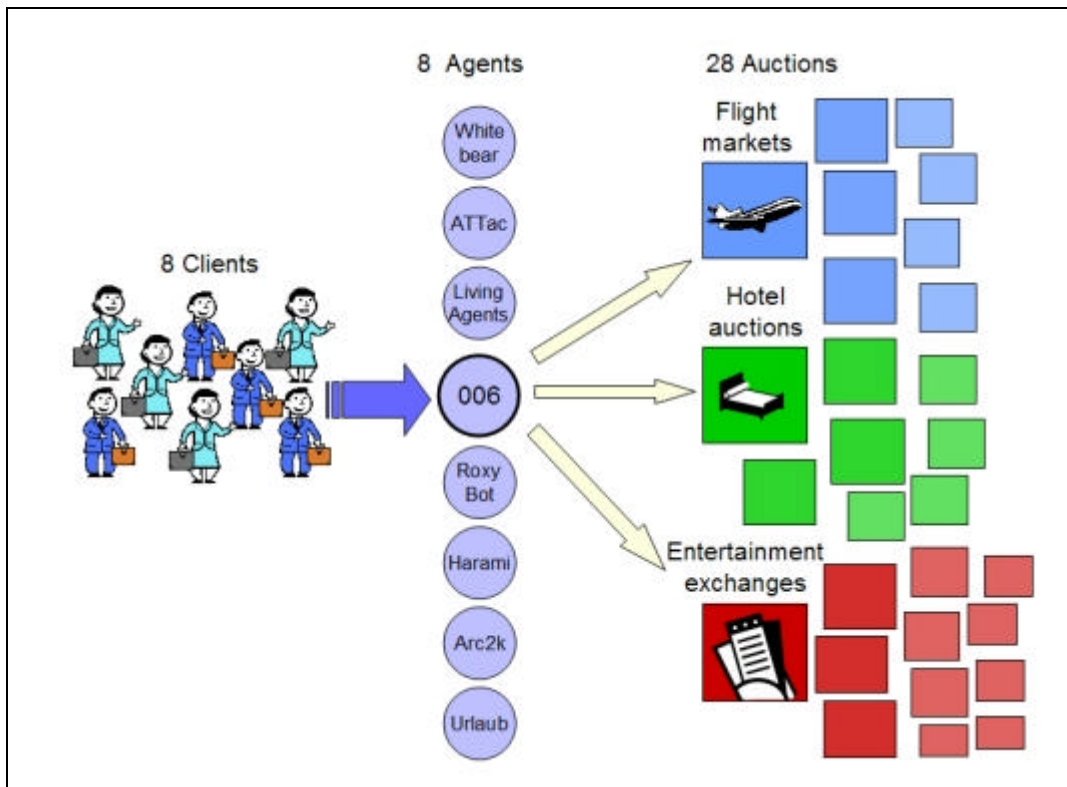 8 Agents
28 Auctions
White
bear
Flight
markets
ATTac
8 Clients
Living
Agents
Hotel
auctions
006
Roxy
Bot
Entertainment
exchanges
Harami
Arc2k
Urlaub